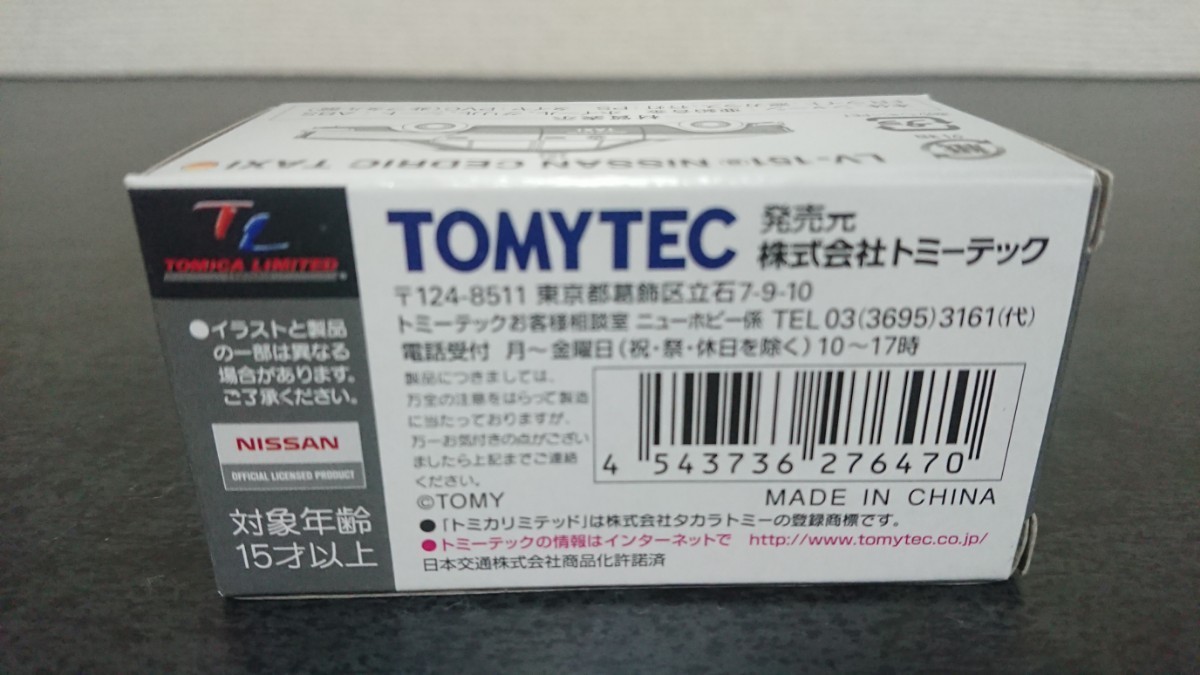 LV-151a NISSAN CEDRIC TAXI
TAXI
材質表示
TL
TOMICA LIMITED
●イラストと製品
の一部は異なる
場合があります。
ご了承ください。
NISSAN
OFFICIAL LICENSED PRODUCT
対象年齢
15才以上
TOMYTEC 発売元
株式会社トミーテック
〒124-8511 東京都葛飾区立石7-9-10
トミーテックお客様相談室 ニューホビー係 TEL 03(3695)3161(代)
電話受付 月～金曜日(祝・祭・休日を除く)10～17時
製品につきましては、
万全の注意をはらって製造
に当たっておりますが、
万一お気付きの点がござい
ましたら上記までご連絡
ください。
4 543736 276470
©TOMY
MADE IN CHINA
●「トミカリミテッド」は株式会社タカラトミーの登録商標です。
●トミーテックの情報はインターネットで http://www.tomytec.co.jp/
日本交通株式会社商品化許諾済